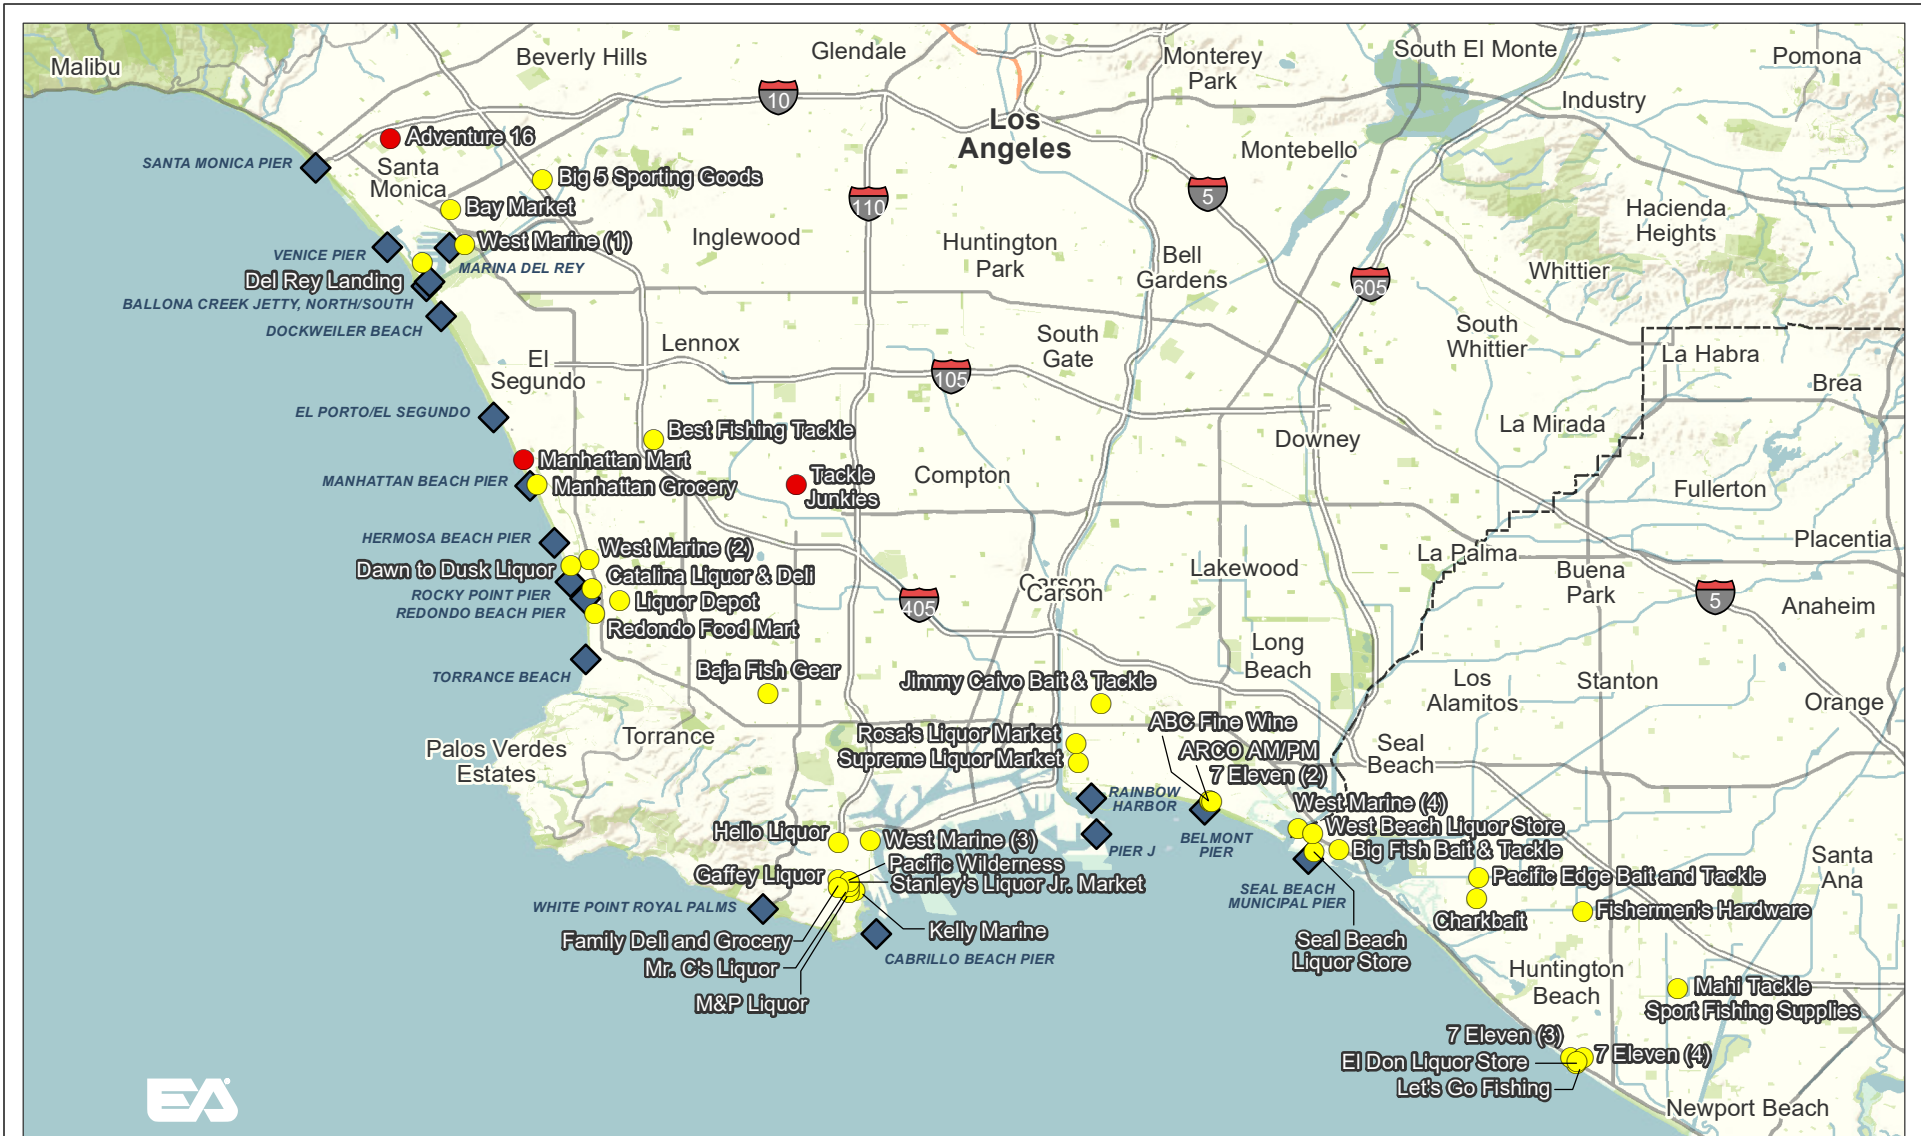 Malibu
Beverly Hills
Glendale
Monterey
Park
South El Monte
Pomona
10
Industry
Los
Angeles
Adventure 16
Montebello
SANTA MONICA PIER
Santa
Monica
Big 5 Sporting Goods
110
5
Bay Market
Hacienda
Heights
West Marine (1)
Inglewood
Huntington
Park
Bell
Gardens
VENICE PIER
MARINA DEL REY
Whittier
Del Rey Landing
605
BALLONA CREEK JETTY, NORTH/SOUTH
DOCKWEILER BEACH
Lennox
South
Gate
South
Whittier
La Habra
El
Segundo
105
Brea
EL PORTO/EL SEGUNDO
Best Fishing Tackle
Downey
La Mirada
Manhattan Mart
MANHATTAN BEACH PIER
Manhattan Grocery
Tackle
Junkies
Compton
Fullerton
HERMOSA BEACH PIER
West Marine (2)
La Palma
Placentia
Dawn to Dusk Liquor
Catalina Liquor & Deli
Carson
Carson
Lakewood
Buena
Park
ROCKY POINT PIER
Liquor Depot
405
5
Anaheim
REDONDO BEACH PIER
Redondo Food Mart
Long
Beach
TORRANCE BEACH
Baja Fish Gear
Jimmy Caivo Bait & Tackle
Los
Alamitos
Stanton
Orange
Torrance
Palos Verdes
Estates
Rosa's Liquor Market
Supreme Liquor Market
ABC Fine Wine
ARCO AM/PM
7 Eleven (2)
Seal
Beach
RAINBOW
HARBOR
West Marine (4)
West Beach Liquor Store
Hello Liquor
West Marine (3)
PIER J
BELMONT
PIER
Big Fish Bait & Tackle
Pacific Wilderness
Gaffey Liquor
Stanley's Liquor Jr. Market
SEAL BEACH
MUNICIPAL PIER
Pacific Edge Bait and Tackle
Santa
Ana
WHITE POINT ROYAL PALMS
Charkbait
Fishermen's Hardware
Family Deli and Grocery
Kelly Marine
Seal Beach
Liquor Store
Mr. C's Liquor
CABRILLO BEACH PIER
Huntington
Beach
M&P Liquor
Mahi Tackle
Sport Fishing Supplies
7 Eleven (3)
7 Eleven (4)
El Don Liquor Store
Let's Go Fishing
EA
Newport Beach